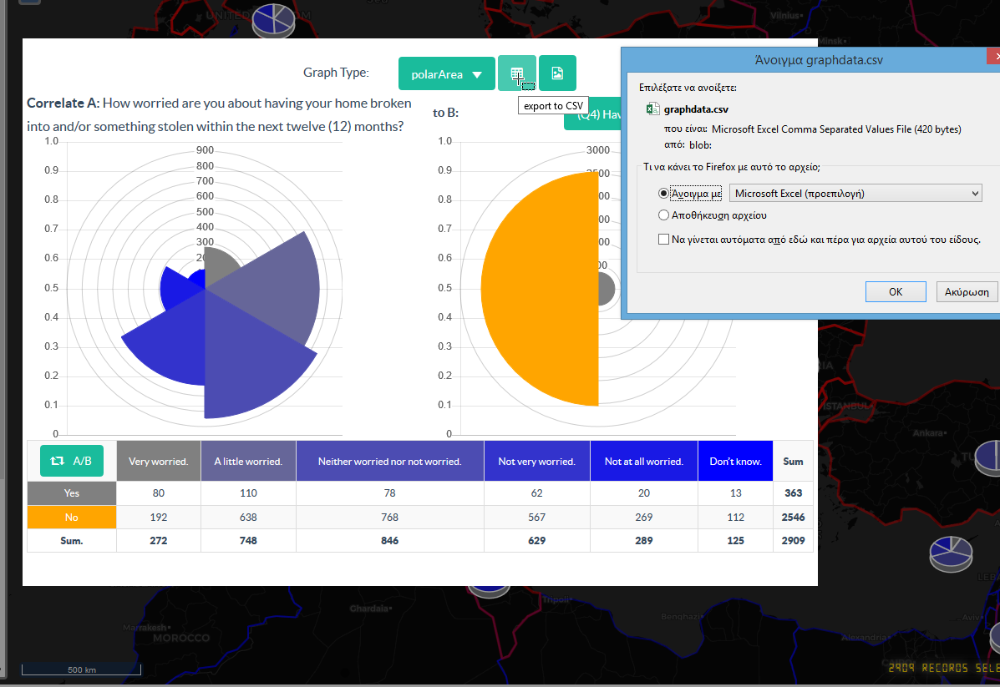 UNITED
OM
Vilnius
Minsk
Graph Type:
polarArea
export to CSV
Correlate A: How worried are you about having your home broken
into and/or something stolen within the next twelve (12) months?
to B:
(Q4) Hav
1.0
0.9
0.8
0.7
0.6
0.5
0.4
0.3
0.2
0.1
0
900
800
700
600
500
400
300
20
1.0
0.9
0.8
0.7
0.6
0.5
0.4
0.3
0.2
0.1
0
3000
500
00
00
00
00
Άνοιγμα graphdata.csv
Επιλέξατε να ανοίξετε:
graphdata.csv
που είναι: Microsoft Excel Comma Separated Values File (420 bytes)
από: blob:
Τι να κάνει το Firefox με αυτό το αρχείο;
Άνοιγμα με
Microsoft Excel (προεπιλογή)
Αποθήκευση αρχείου
Να γίνεται αυτόματα από εδώ και πέρα για αρχεία αυτού του είδους.
OK
Ακύρωση
A/B Very worried. A little worried. Neither worried nor not worried. Not very worried. Not at all worried. Don't know. Sum
Yes 80 110 78 62 20 13 363
No 192 638 768 567 269 112 2546
Sum. 272 748 846 629 289 125 2909
ISTANBUL
Ankara
Tripoli
Ghardaia
Benghazi
Marrakesh
MOROCCO
Alexandria
Aviv
500 km
2909 RECORDS SELE